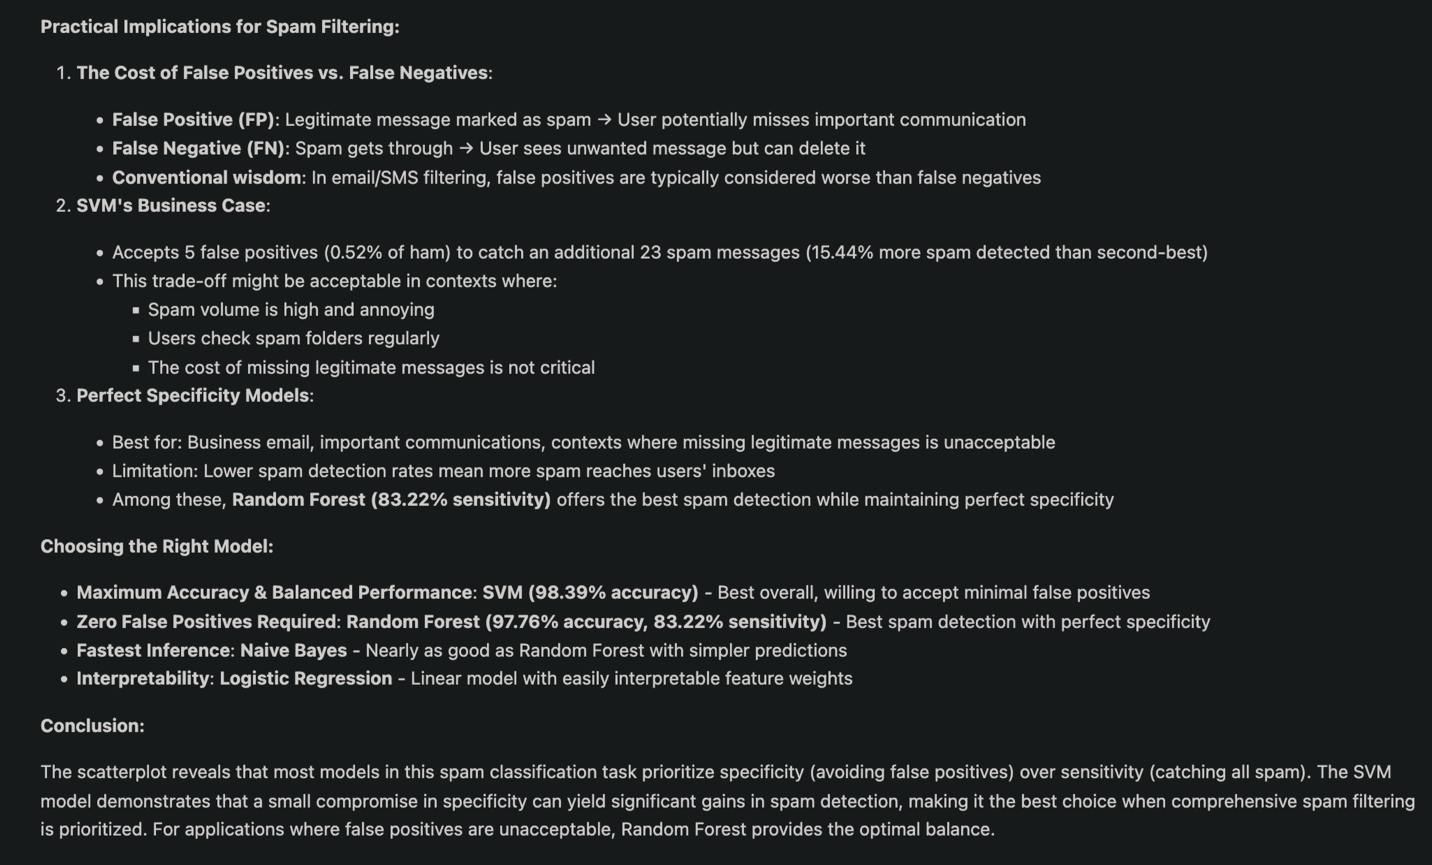 Practical Implications for Spam Filtering:
1. The Cost of False Positives vs. False Negatives:
• False Positive (FP): Legitimate message marked as spam → User potentially misses important communication
• False Negative (FN): Spam gets through → User sees unwanted message but can delete it
• Conventional wisdom: In email/SMS filtering, false positives are typically considered worse than false negatives
2. SVM's Business Case:
• Accepts 5 false positives (0.52% of ham) to catch an additional 23 spam messages (15.44% more spam detected than second-best)
• This trade-off might be acceptable in contexts where:
▪ Spam volume is high and annoying
▪ Users check spam folders regularly
▪ The cost of missing legitimate messages is not critical
3. Perfect Specificity Models:
• Best for: Business email, important communications, contexts where missing legitimate messages is unacceptable
• Limitation: Lower spam detection rates mean more spam reaches users' inboxes
• Among these, Random Forest (83.22% sensitivity) offers the best spam detection while maintaining perfect specificity
Choosing the Right Model:
• Maximum Accuracy & Balanced Performance: SVM (98.39% accuracy) - Best overall, willing to accept minimal false positives
• Zero False Positives Required: Random Forest (97.76% accuracy, 83.22% sensitivity) - Best spam detection with perfect specificity
• Fastest Inference: Naive Bayes - Nearly as good as Random Forest with simpler predictions
• Interpretability: Logistic Regression - Linear model with easily interpretable feature weights
Conclusion:
The scatterplot reveals that most models in this spam classification task prioritize specificity (avoiding false positives) over sensitivity (catching all spam). The SVM
model demonstrates that a small compromise in specificity can yield significant gains in spam detection, making it the best choice when comprehensive spam filtering
is prioritized. For applications where false positives are unacceptable, Random Forest provides the optimal balance.